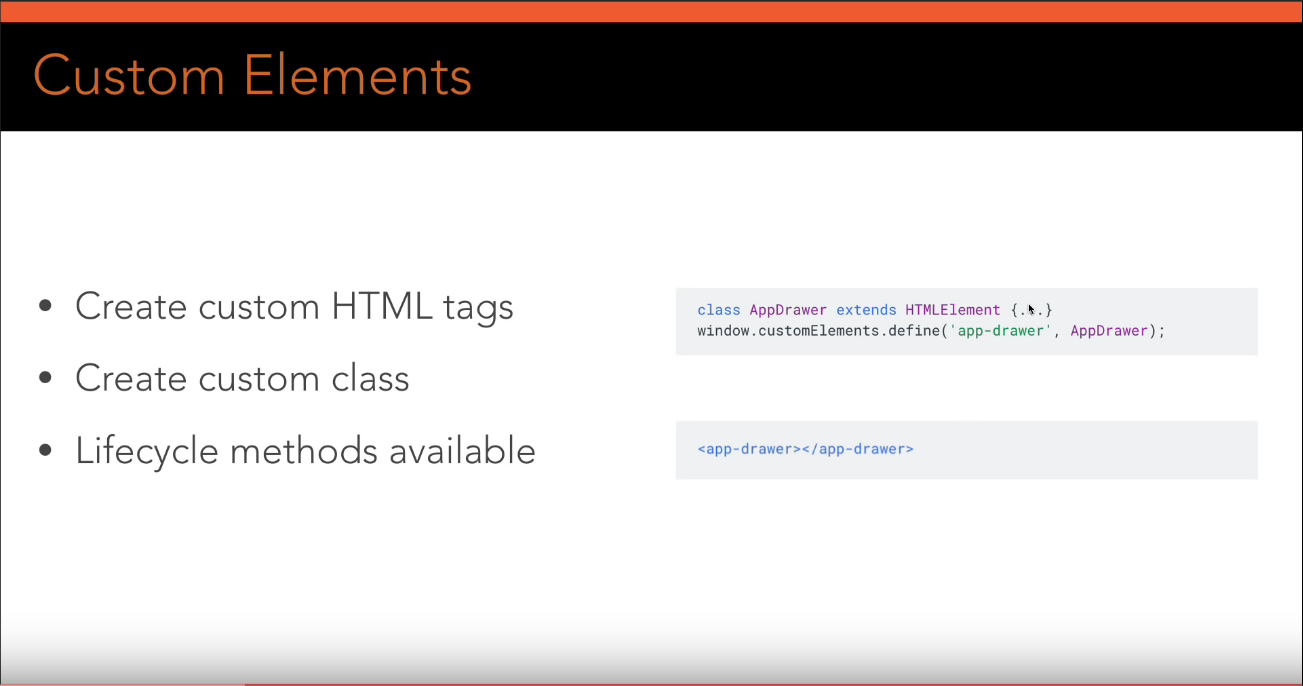 Custom Elements
• Create custom HTML tags
• Create custom class
• Lifecycle methods available
class AppDrawer extends HTMLElement {...}
window.customElements.define('app-drawer', AppDrawer);
<app-drawer></app-drawer>